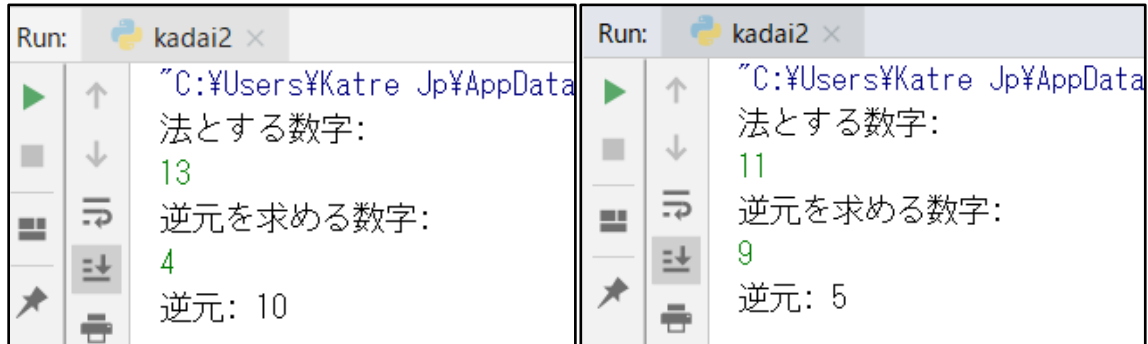 Run: kadai2 ×
"C:¥Users¥Katre Jp¥AppData
法とする数字:
13
逆元を求める数字:
4
逆元: 10
Run: kadai2 ×
"C:¥Users¥Katre Jp¥AppData
法とする数字:
11
逆元を求める数字:
9
逆元: 5